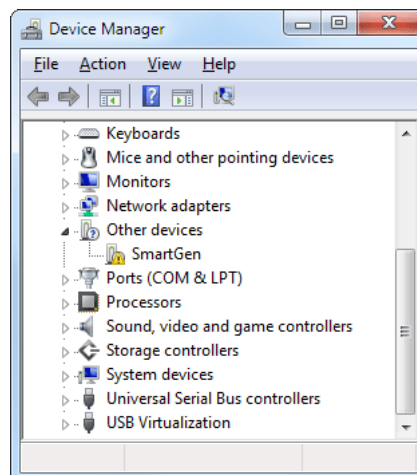 Device Manager
File Action View Help
Keyboards
Mice and other pointing devices
Monitors
Network adapters
Other devices
SmartGen
Ports (COM & LPT)
Processors
Sound, video and game controllers
Storage controllers
System devices
Universal Serial Bus controllers
USB Virtualization